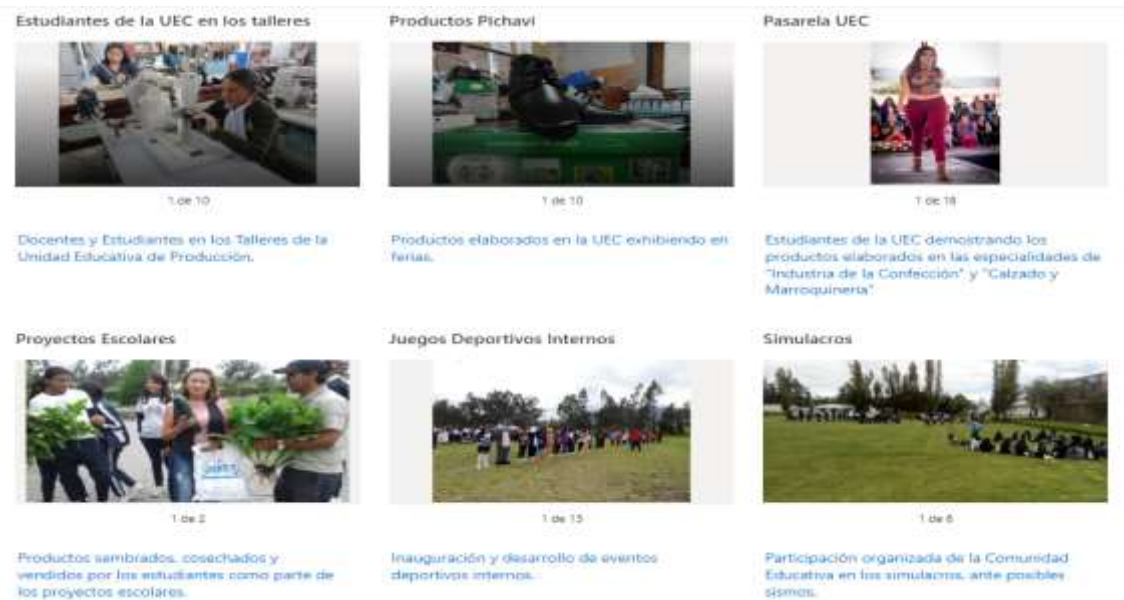 Estudiantes de la UEC en los talleres
1 de 10
Docentes y Estudiantes en los Talleres de la
Unidad Educativa de Producción.
Productos Pichavi
1 de 10
Productos elaborados en la UEC exhibiendo en
ferias.
Pasarela UEC
1 de 18
Estudiantes de la UEC demostrando los
productos elaborados en las especialidades de
"Industria de la Confección" y "Calzado y
Marroquinería"
Proyectos Escolares
1 de 2
Productos sembrados, cosechados y
vendidos por los estudiantes como parte de
los proyectos escolares.
Juegos Deportivos Internos
1 de 15
Inauguración y desarrollo de eventos
deportivos internos.
Simulacros
1 de 6
Participación organizada de la Comunidad
Educativa en los simulacros, ante posibles
sismos.